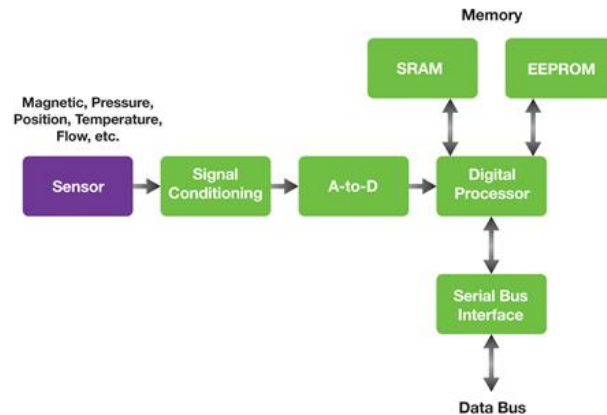 Memory
SRAM
EEPROM
Magnetic, Pressure,
Position, Temperature,
Flow, etc.
Sensor
Signal
Conditioning
A-to-D
Digital
Processor
Serial Bus
Interface
Data Bus